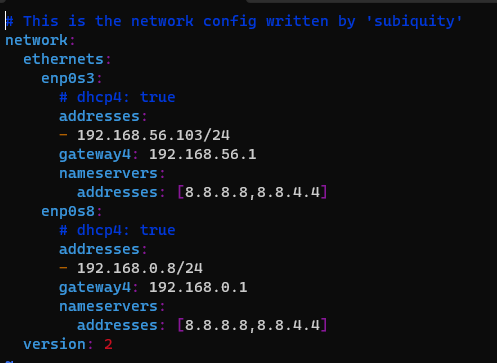 # This is the network config written by 'subiquity'
network:
  ethernets:
    enp0s3:
      # dhcp4: true
      addresses:
      - 192.168.56.103/24
      gateway4: 192.168.56.1
      nameservers:
        addresses: [8.8.8.8,8.8.4.4]
    enp0s8:
      # dhcp4: true
      addresses:
      - 192.168.0.8/24
      gateway4: 192.168.0.1
      nameservers:
        addresses: [8.8.8.8,8.8.4.4]
  version: 2
~